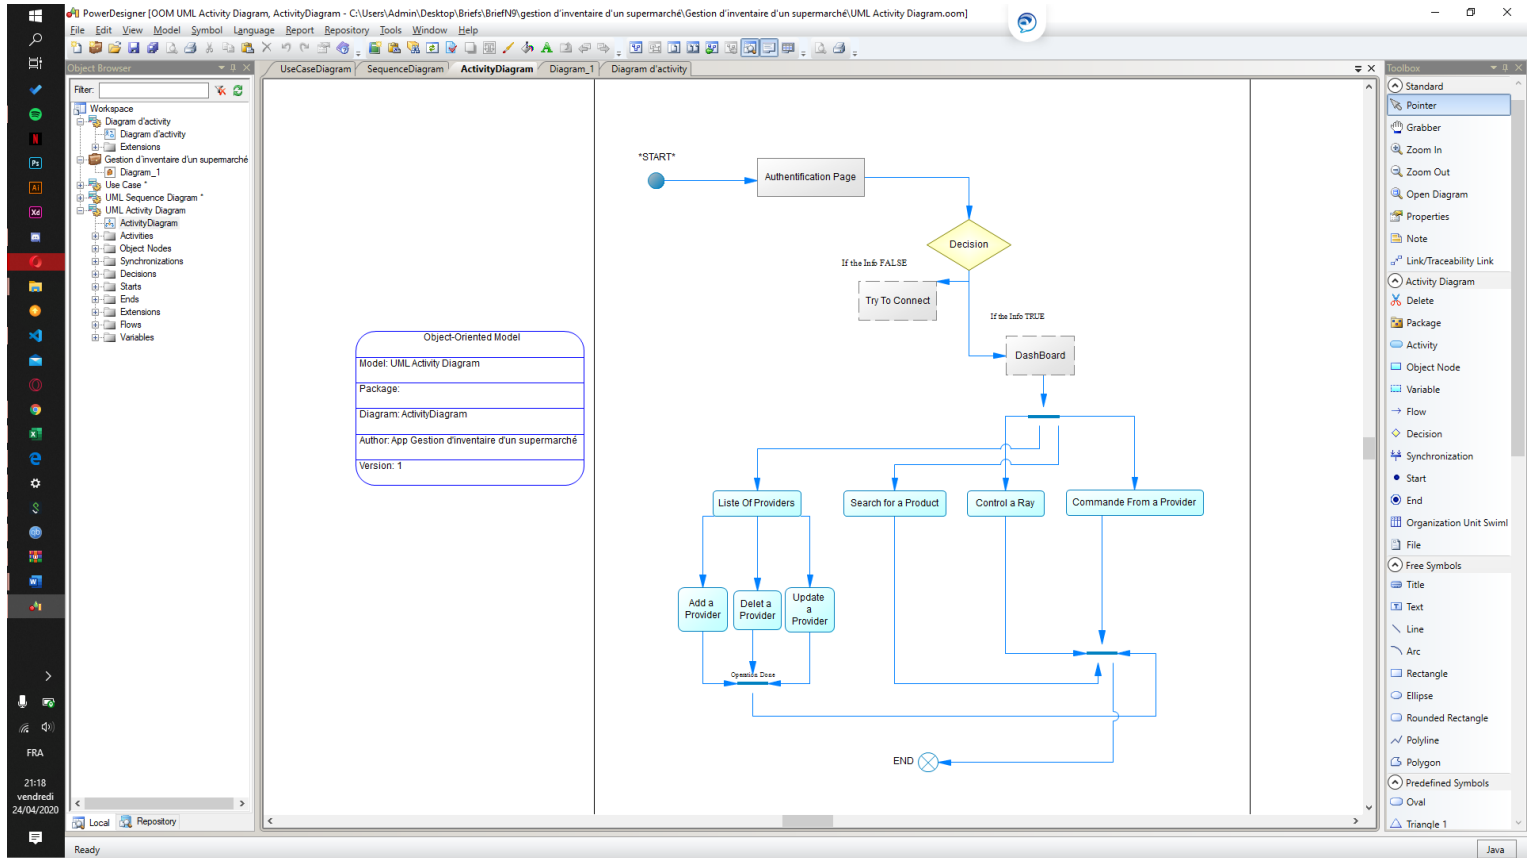 PowerDesigner [OOM UML Activity Diagram, ActivityDiagram - C:\Users\Admin\Desktop\Briefs\BriefN9\gestion d'inventaire d'un supermarché\Gestion d'inventaire d'un supermarché\UML Activity Diagram.oom]
File Edit View Model Symbol Language Report Repository Tools Window Help
Object Browser
Filter:
Workspace
Diagram d'activity
Diagram d'activity
Extensions
Gestion d'inventaire d'un supermarché
Diagram_1
Use Case *
UML Sequence Diagram *
UML Activity Diagram
ActivityDiagram
Activities
Object Nodes
Synchronizations
Decisions
Starts
Ends
Extensions
Flows
Variables
Local Repository
Ready
UseCaseDiagram SequenceDiagram ActivityDiagram Diagram_1 Diagram d'activity
*START*
Authentification Page
Decision
If the Info FALSE
Try To Connect
If the Info TRUE
DashBoard
Object-Oriented Model
Model: UML Activity Diagram
Package:
Diagram: ActivityDiagram
Author: App Gestion d'inventaire d'un supermarché
Version: 1
Liste Of Providers
Search for a Product
Control a Ray
Commande From a Provider
Add a
Provider
Delet a
Provider
Update
a
Provider
Operation Done
END
Toolbox
Standard
Pointer
Grabber
Zoom In
Zoom Out
Open Diagram
Properties
Note
Link/Traceability Link
Activity Diagram
Delete
Package
Activity
Object Node
Variable
Flow
Decision
Synchronization
Start
End
Organization Unit Swiml
File
Free Symbols
Title
Text
Line
Arc
Rectangle
Ellipse
Rounded Rectangle
Polyline
Polygon
Predefined Symbols
Oval
Triangle 1
Java
Ps
Ai
Xd
FRA
21:18
vendredi
24/04/2020